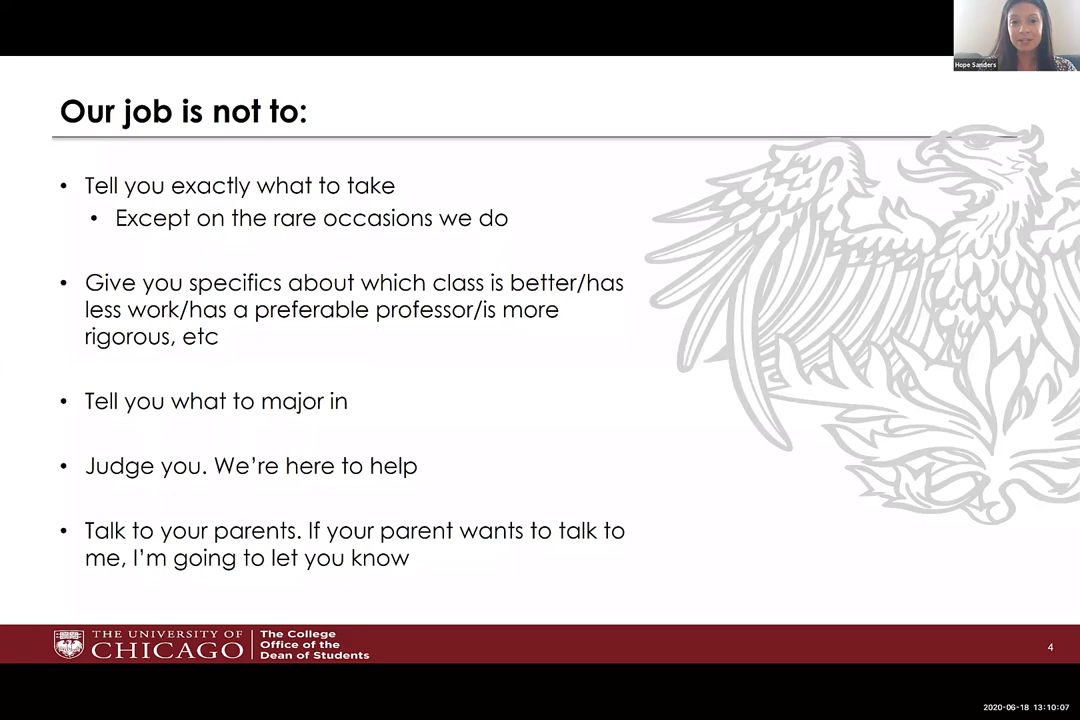 Hope Sanders
Our job is not to:
• Tell you exactly what to take
• Except on the rare occasions we do
• Give you specifics about which class is better/has
less work/has a preferable professor/is more
rigorous, etc
• Tell you what to major in
• Judge you. We’re here to help
• Talk to your parents. If your parent wants to talk to
me, I’m going to let you know
THE UNIVERSITY OF
CHICAGO
The College
Office of the
Dean of Students
4
2020-06-18 13:10:07